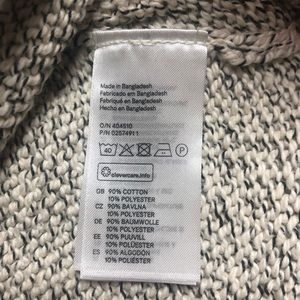 Made in Bangladesh
Fabricado em Bangladesh
Fabriqué en Bangladesh
Hecho en Bangladesh
O/N 404510
P/N 02574911
40
P
clevercare.info
GB 90% COTTON
10% POLYESTER
CZ 90% BAVLNA
10% POLYESTER
DE 90% BAUMWOLLE
10% POLYESTER
EE 90% PUUVILL
10% POLÜESTER
ES 90% ALGODÓN
10% POLIÉSTER